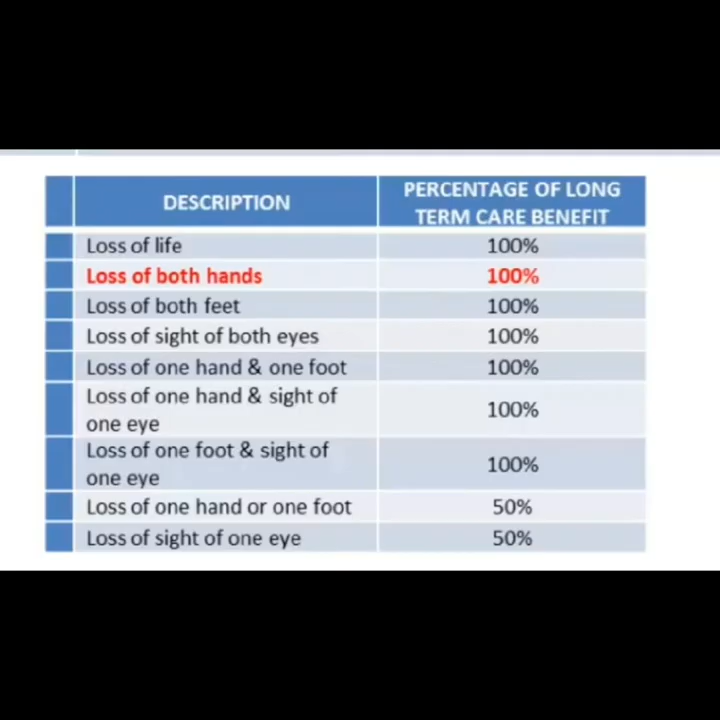 DESCRIPTION
PERCENTAGE OF LONG
TERM CARE BENEFIT
Loss of life 100%
Loss of both hands 100%
Loss of both feet 100%
Loss of sight of both eyes 100%
Loss of one hand & one foot 100%
Loss of one hand & sight of
one eye
100%
Loss of one foot & sight of
one eye
100%
Loss of one hand or one foot 50%
Loss of sight of one eye 50%